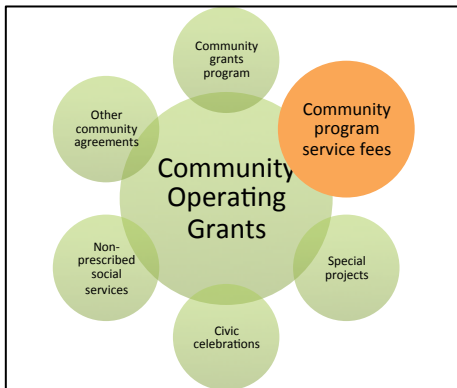 Community
grants
program
Community
program
service fees
Other
community
agreements
Community
Operating
Grants
Non-
prescribed
social
services
Special
projects
Civic
celebrations